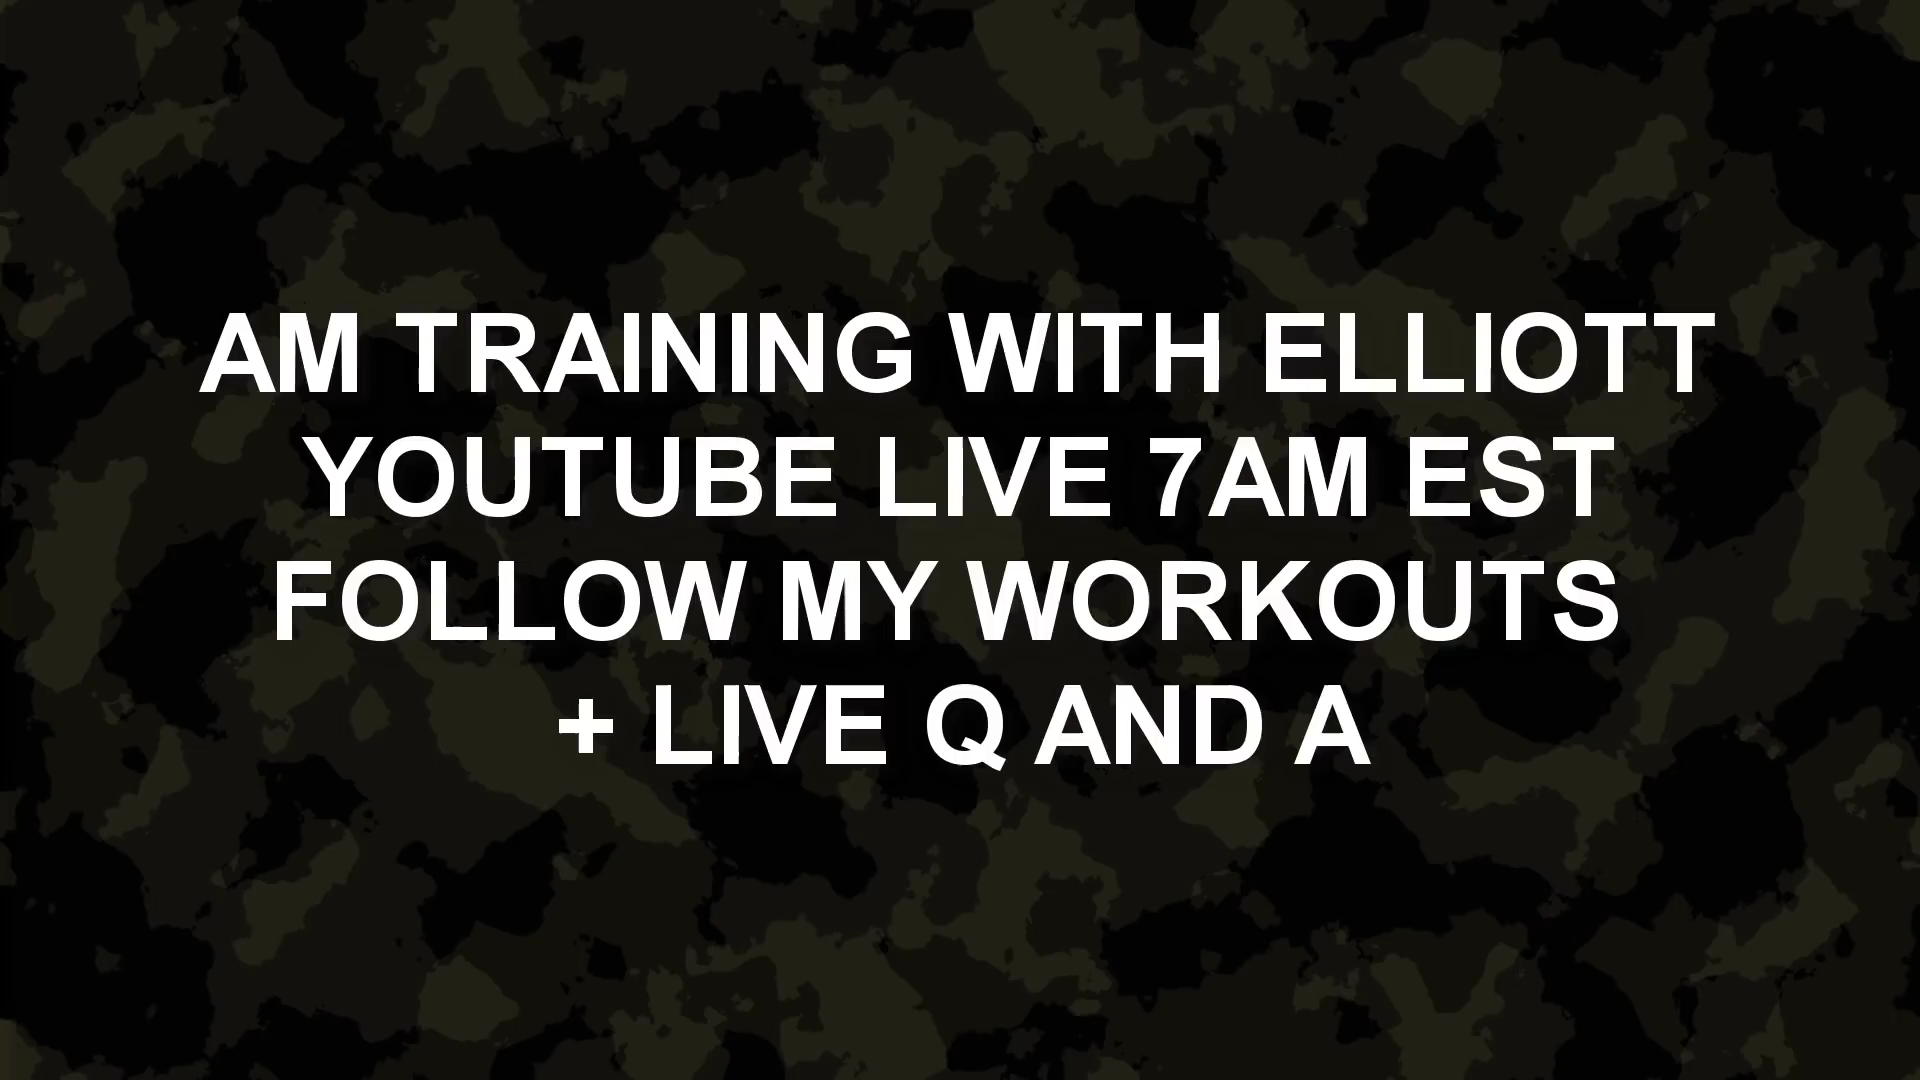 AM TRAINING WITH ELLIOTT
YOUTUBE LIVE 7AM EST
FOLLOW MY WORKOUTS
+ LIVE Q AND A